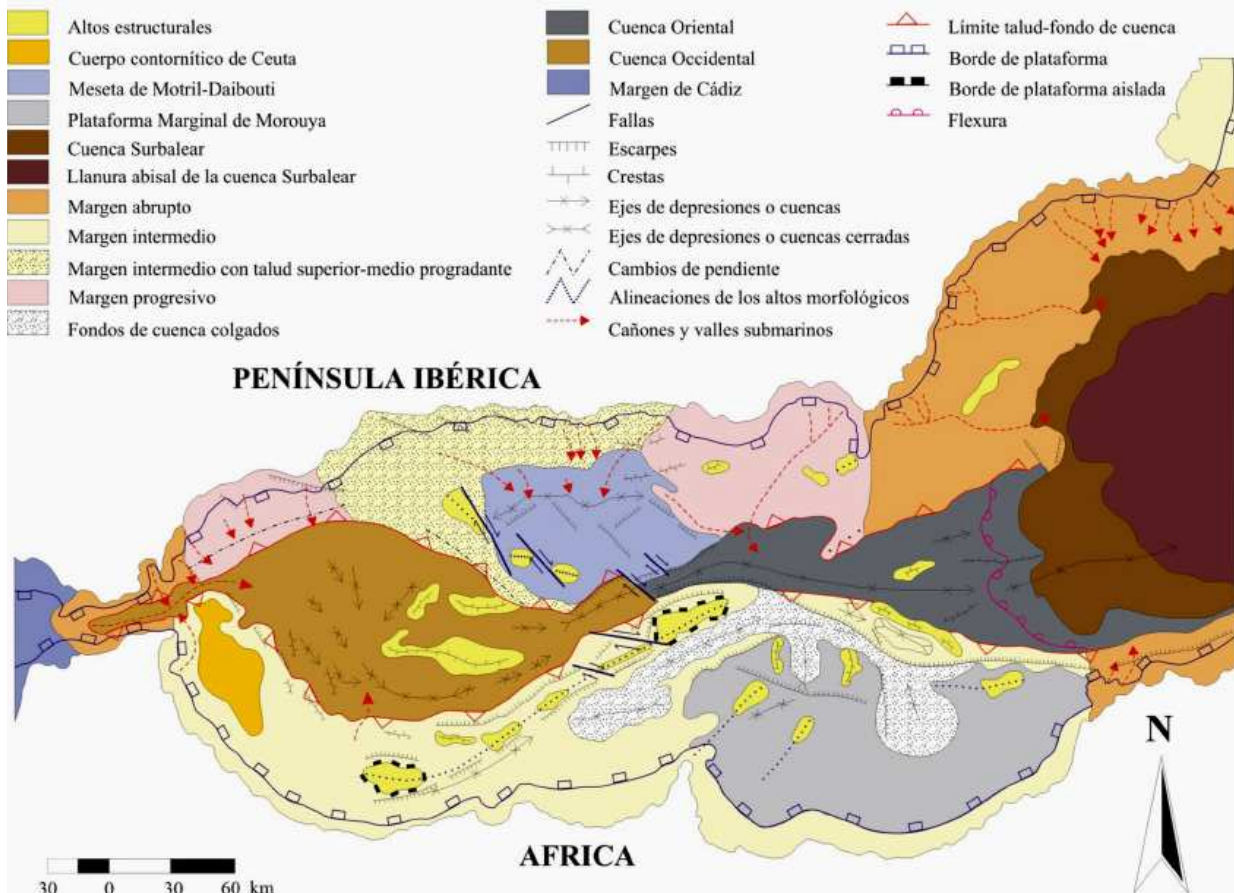 Altos estructurales
Cuerpo contornítico de Ceuta
Meseta de Motril-Daibouti
Plataforma Marginal de Morouya
Cuenca Surbalear
Llanura abisal de la cuenca Surbalear
Margen abrupto
Margen intermedio
Margen intermedio con talud superior-medio progradante
Margen progresivo
Fondos de cuenca colgados
Cuenca Oriental
Cuenca Occidental
Margen de Cádiz
Fallas
Escarpes
Crestas
Ejes de depresiones o cuencas
Ejes de depresiones o cuencas cerradas
Cambios de pendiente
Alineaciones de los altos morfológicos
Cañones y valles submarinos
Límite talud-fondo de cuenca
Borde de plataforma
Borde de plataforma aislada
Flexura
PENÍNSULA IBÉRICA
N
AFRICA
30 0 30 60 km